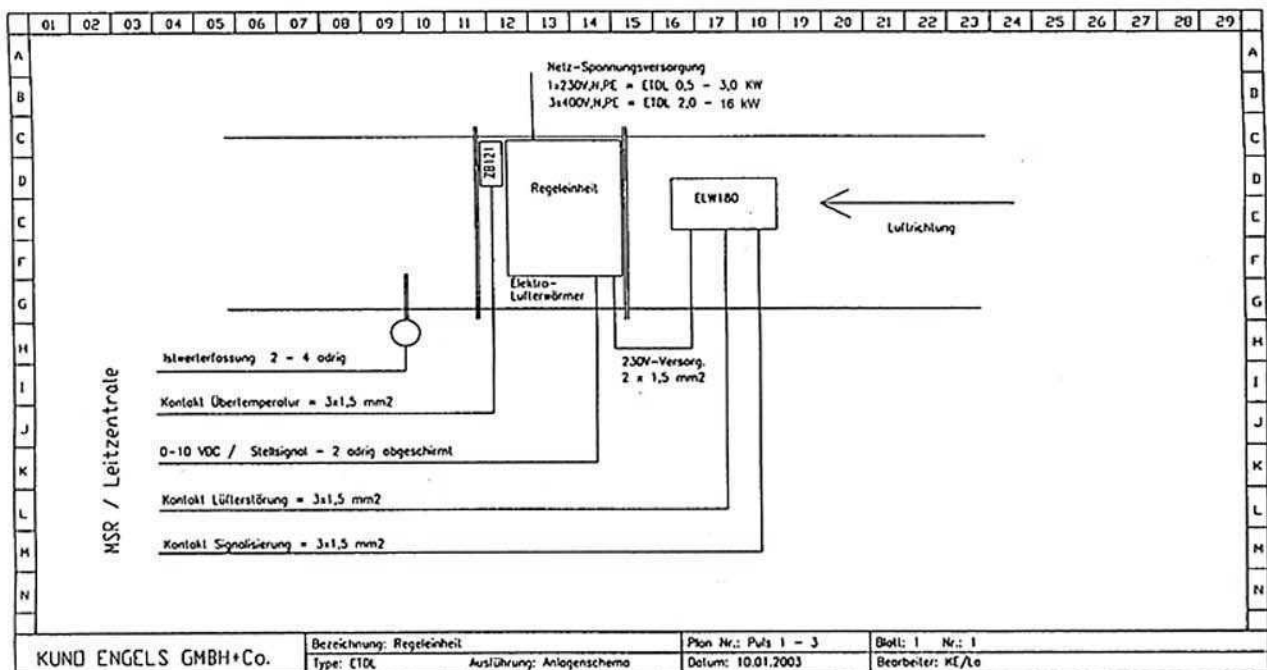 01 02 03 04 05 06 07 08 09 10 11 12 13 14 15 16 17 18 19 20 21 22 23 24 25 26 27 28 29
A A
B B
C C
D D
E E
F F
G G
H H
I I
J J
K K
L L
M M
N N
Netz-Spannungsversorgung
1x230V,N,PE = ETDL 0,5 - 3,0 KW
3x400V,N,PE = ETDL 2,0 - 16 kW
ZB121
Regeleinheit
ELW180
Luftrichtung
Elektro-
Lufterwärmer
230V-Versorg.
2 x 1,5 mm2
MSR / Leitzentrale
Istwerterfassung 2 - 4 adrig
Kontakt Übertemperatur = 3x1,5 mm2
0-10 VDC / Stellsignal - 2 adrig abgeschirmt
Kontakt Lüfterstörung = 3x1,5 mm2
Kontakt Signalisierung = 3x1,5 mm2
KUNO ENGELS GMBH+Co.
Bezeichnung: Regeleinheit
Plan Nr.: Puls 1 - 3
Blatt: 1 Nr.: 1
Type: ETDL Ausführung: Anlagenschema
Datum: 10.01.2003
Bearbeiter: KE/Lo